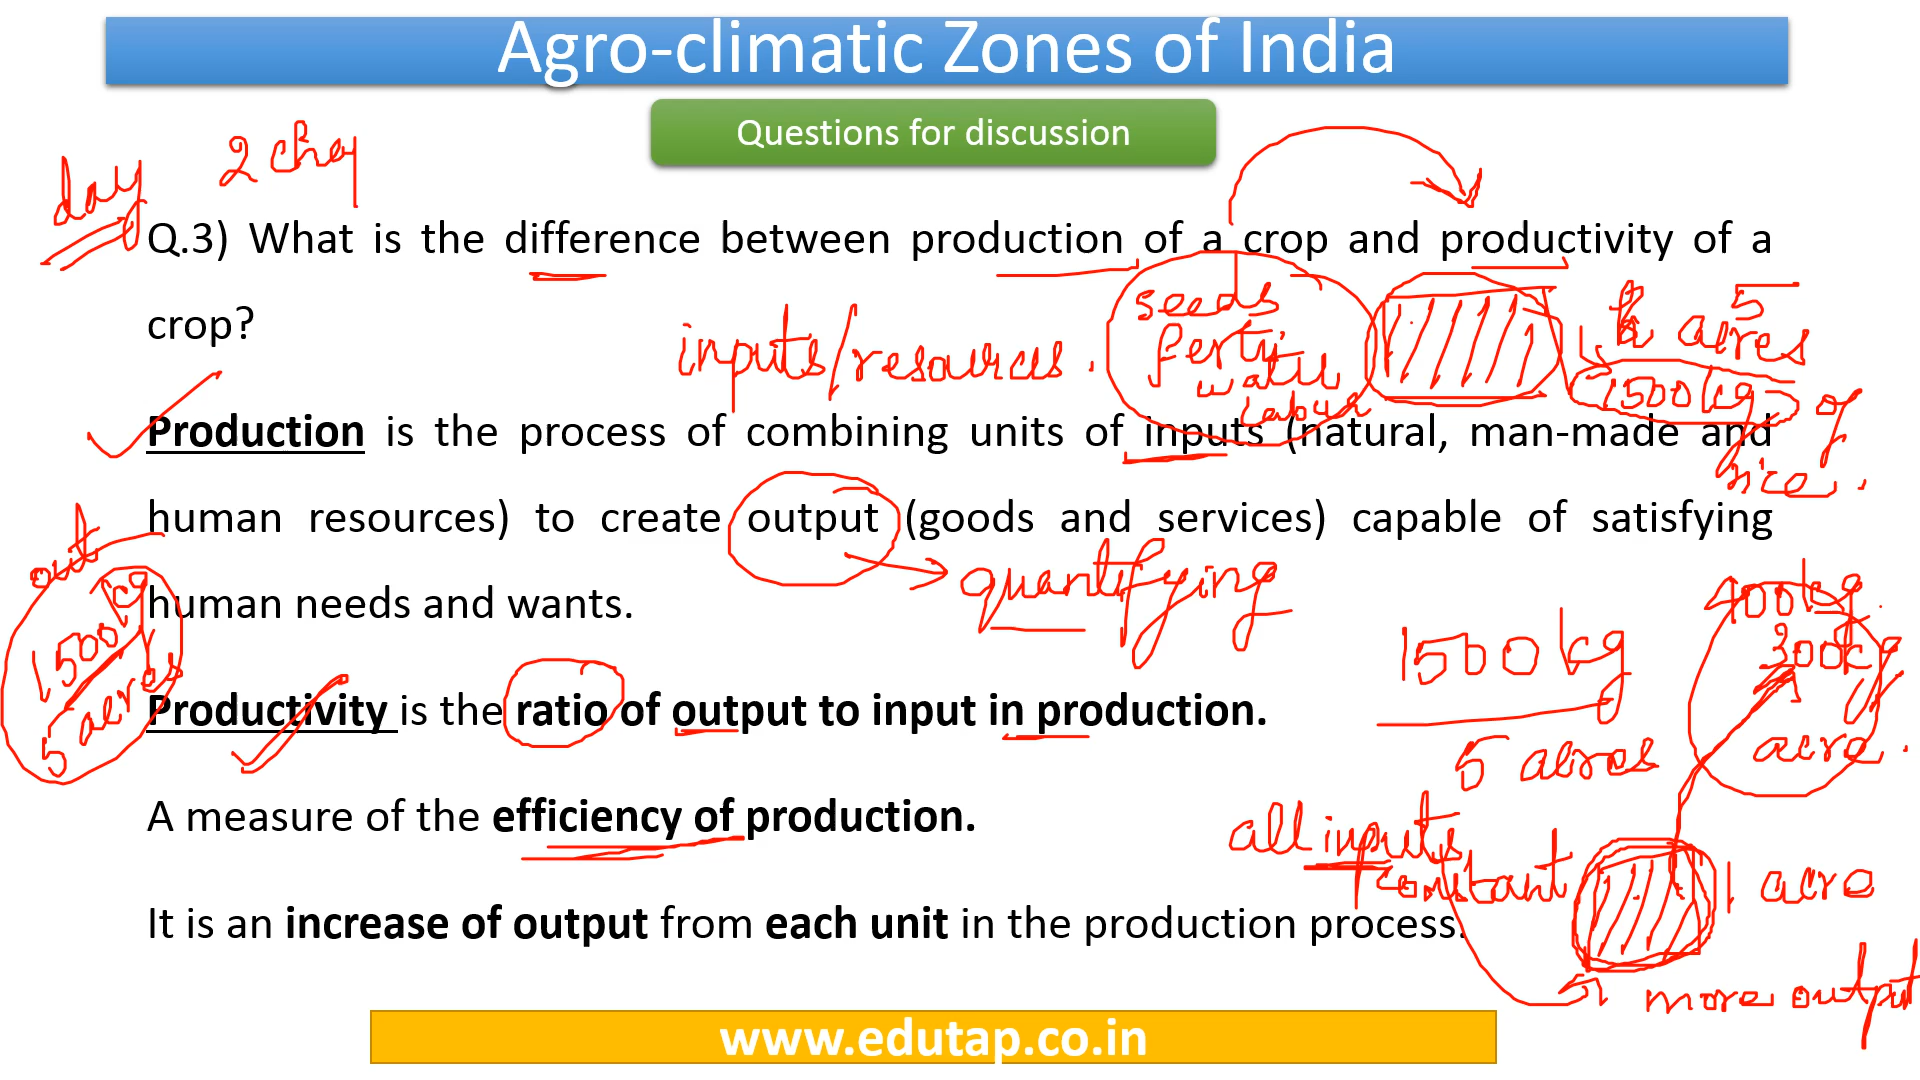 Agro-climatic Zones of India
Questions for discussion
day
2 chap
Q.3) What is the difference between production of a crop and productivity of a
crop?
inputs/resources.
seeds
water
labour
5
acres
1500 kg of
rice.
Production is the process of combining units of inputs (natural, man-made and
human resources) to create output (goods and services) capable of satisfying
human needs and wants.
quantifying
out
1500 kg
5 acres
Productivity is the ratio of output to input in production.
1500 kg
5 acres
400 kg
300 kg
acre.
A measure of the efficiency of production.
all inputs
constant
1 acre
It is an increase of output from each unit in the production process.
more output
www.edutap.co.in